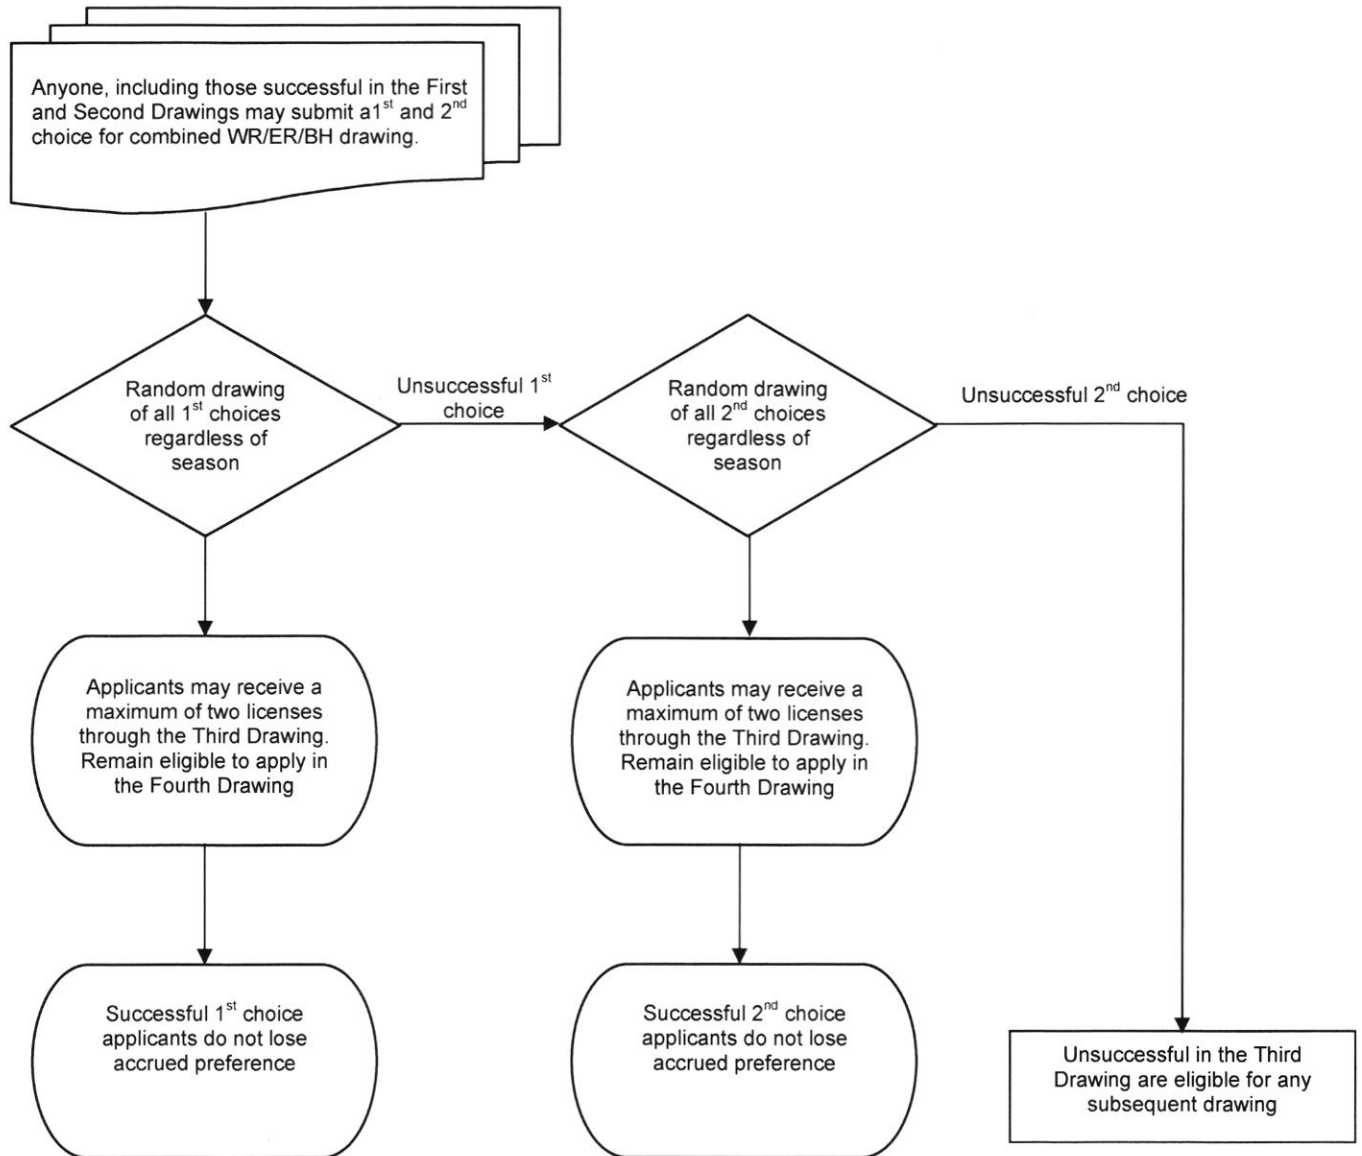 Anyone, including those successful in the First
and Second Drawings may submit a1st and 2nd
choice for combined WR/ER/BH drawing.
Random drawing
of all 1st choices
regardless of
season
Unsuccessful 1st
choice
Random drawing
of all 2nd choices
regardless of
season
Unsuccessful 2nd choice
Applicants may receive a
maximum of two licenses
through the Third Drawing.
Remain eligible to apply in
the Fourth Drawing
Applicants may receive a
maximum of two licenses
through the Third Drawing.
Remain eligible to apply in
the Fourth Drawing
Successful 1st choice
applicants do not lose
accrued preference
Successful 2nd choice
applicants do not lose
accrued preference
Unsuccessful in the Third
Drawing are eligible for any
subsequent drawing